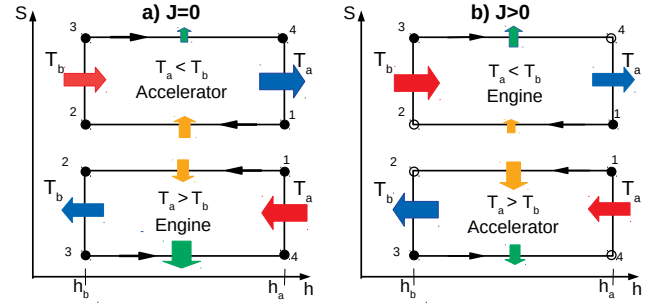 a) J=0
b) J>0
S
3
4
T_b
T_a < T_b
Accelerator
T_a
2
1
2
1
T_b
T_a > T_b
Engine
T_a
3
4
h_b
h_a
h
S
3
4
T_b
T_a < T_b
Engine
T_a
2
1
2
1
T_b
T_a > T_b
Accelerator
T_a
3
4
h_b
h_a
h